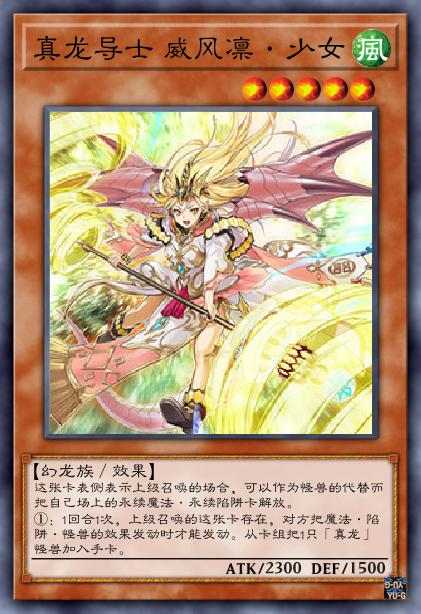 真龙导士 威风凛·少女
風
【幻龙族/效果】
这张卡表侧表示上级召唤的场合,可以作为怪兽的代替而
把自己场上的永续魔法·永续陷阱卡解放。
①:1回合1次,上级召唤的这张卡存在,对方把魔法·陷
阱·怪兽的效果发动时才能发动。从卡组把1只「真龙」
怪兽加入手卡。
ATK/2300 DEF/1500